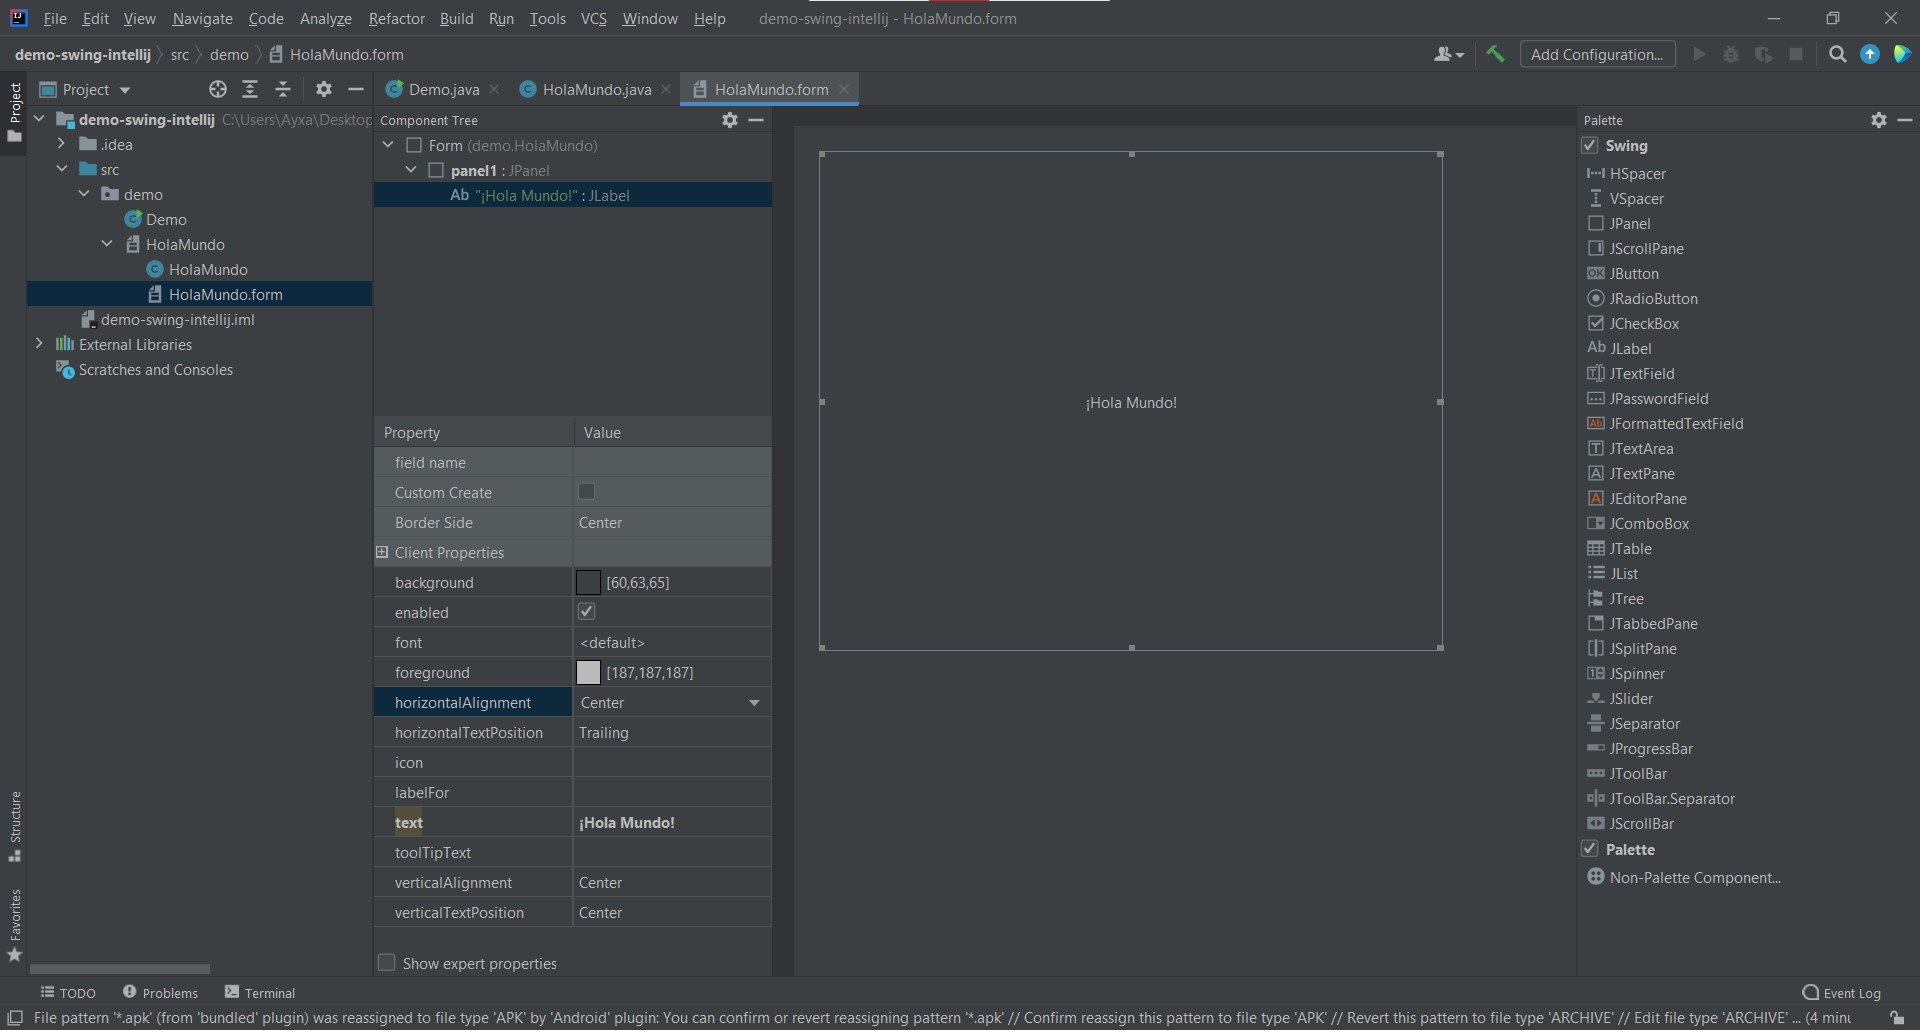 File Edit View Navigate Code Analyze Refactor Build Run Tools VCS Window Help demo-swing-intellij - HolaMundo.form
demo-swing-intellij src demo HolaMundo.form Add Configuration...
Project
Project
demo-swing-intellij C:\Users\Ayxa\Desktop
.idea
src
demo
Demo
HolaMundo
HolaMundo
HolaMundo.form
demo-swing-intellij.iml
External Libraries
Scratches and Consoles
Structure
Favorites
Demo.java HolaMundo.java HolaMundo.form
Component Tree
Form (demo.HolaMundo)
panel1 : JPanel
Ab "¡Hola Mundo!" : JLabel
Property Value
field name
Custom Create
Border Side Center
Client Properties
background [60,63,65]
enabled
font <default>
foreground [187,187,187]
horizontalAlignment Center
horizontalTextPosition Trailing
icon
labelFor
text ¡Hola Mundo!
toolTipText
verticalAlignment Center
verticalTextPosition Center
Show expert properties
¡Hola Mundo!
Palette
Swing
HSpacer
VSpacer
JPanel
JScrollPane
OK JButton
JRadioButton
JCheckBox
Ab JLabel
JTextField
JPasswordField
Ab JFormattedTextField
T JTextArea
A JTextPane
A JEditorPane
JComboBox
JTable
JList
JTree
JTabbedPane
JSplitPane
JSpinner
JSlider
JSeparator
JProgressBar
JToolBar
JToolBar.Separator
JScrollBar
Palette
Non-Palette Component...
TODO Problems Terminal Event Log
File pattern '*.apk' (from 'bundled' plugin) was reassigned to file type 'APK' by 'Android' plugin: You can confirm or revert reassigning pattern '*.apk' // Confirm reassign this pattern to file type 'APK' // Revert this pattern to file type 'ARCHIVE' // Edit file type 'ARCHIVE' ... (4 minu